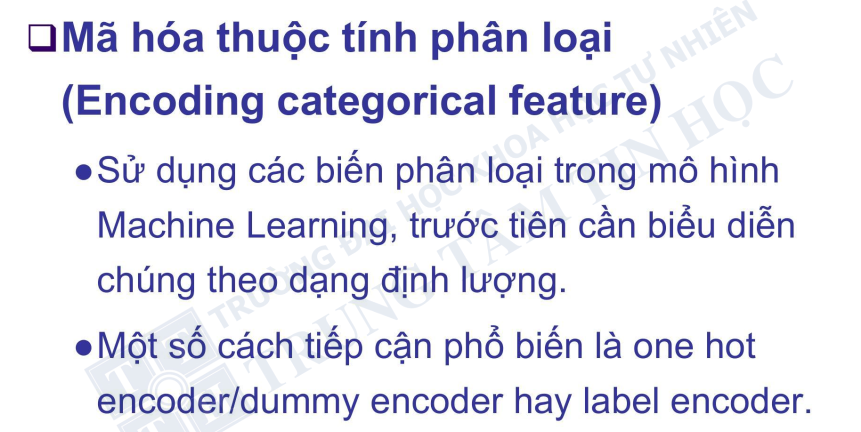 Mã hóa thuộc tính phân loại
(Encoding categorical feature)
●Sử dụng các biến phân loại trong mô hình
Machine Learning, trước tiên cần biểu diễn
chúng theo dạng định lượng.
●Một số cách tiếp cận phổ biến là one hot
encoder/dummy encoder hay label encoder.
TRƯỜNG ĐẠI HỌC KHOA HỌC TỰ NHIÊN
TRUNG TÂM TIN HỌC